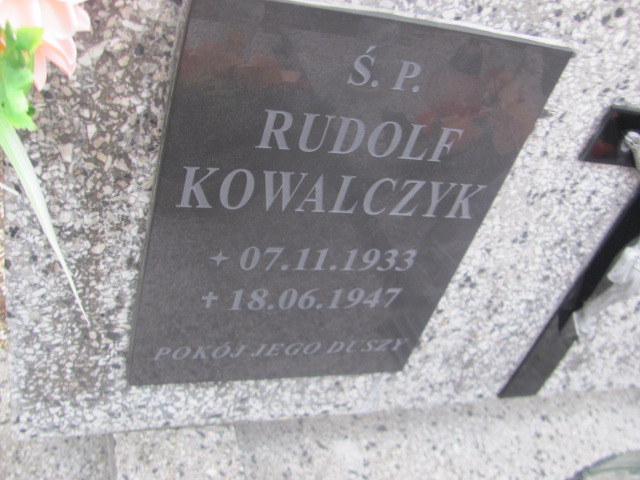 Ś. P.
RUDOLF
KOWALCZYK
✦ 07.11.1933
✝ 18.06.1947
POKÓJ JEGO DUSZY